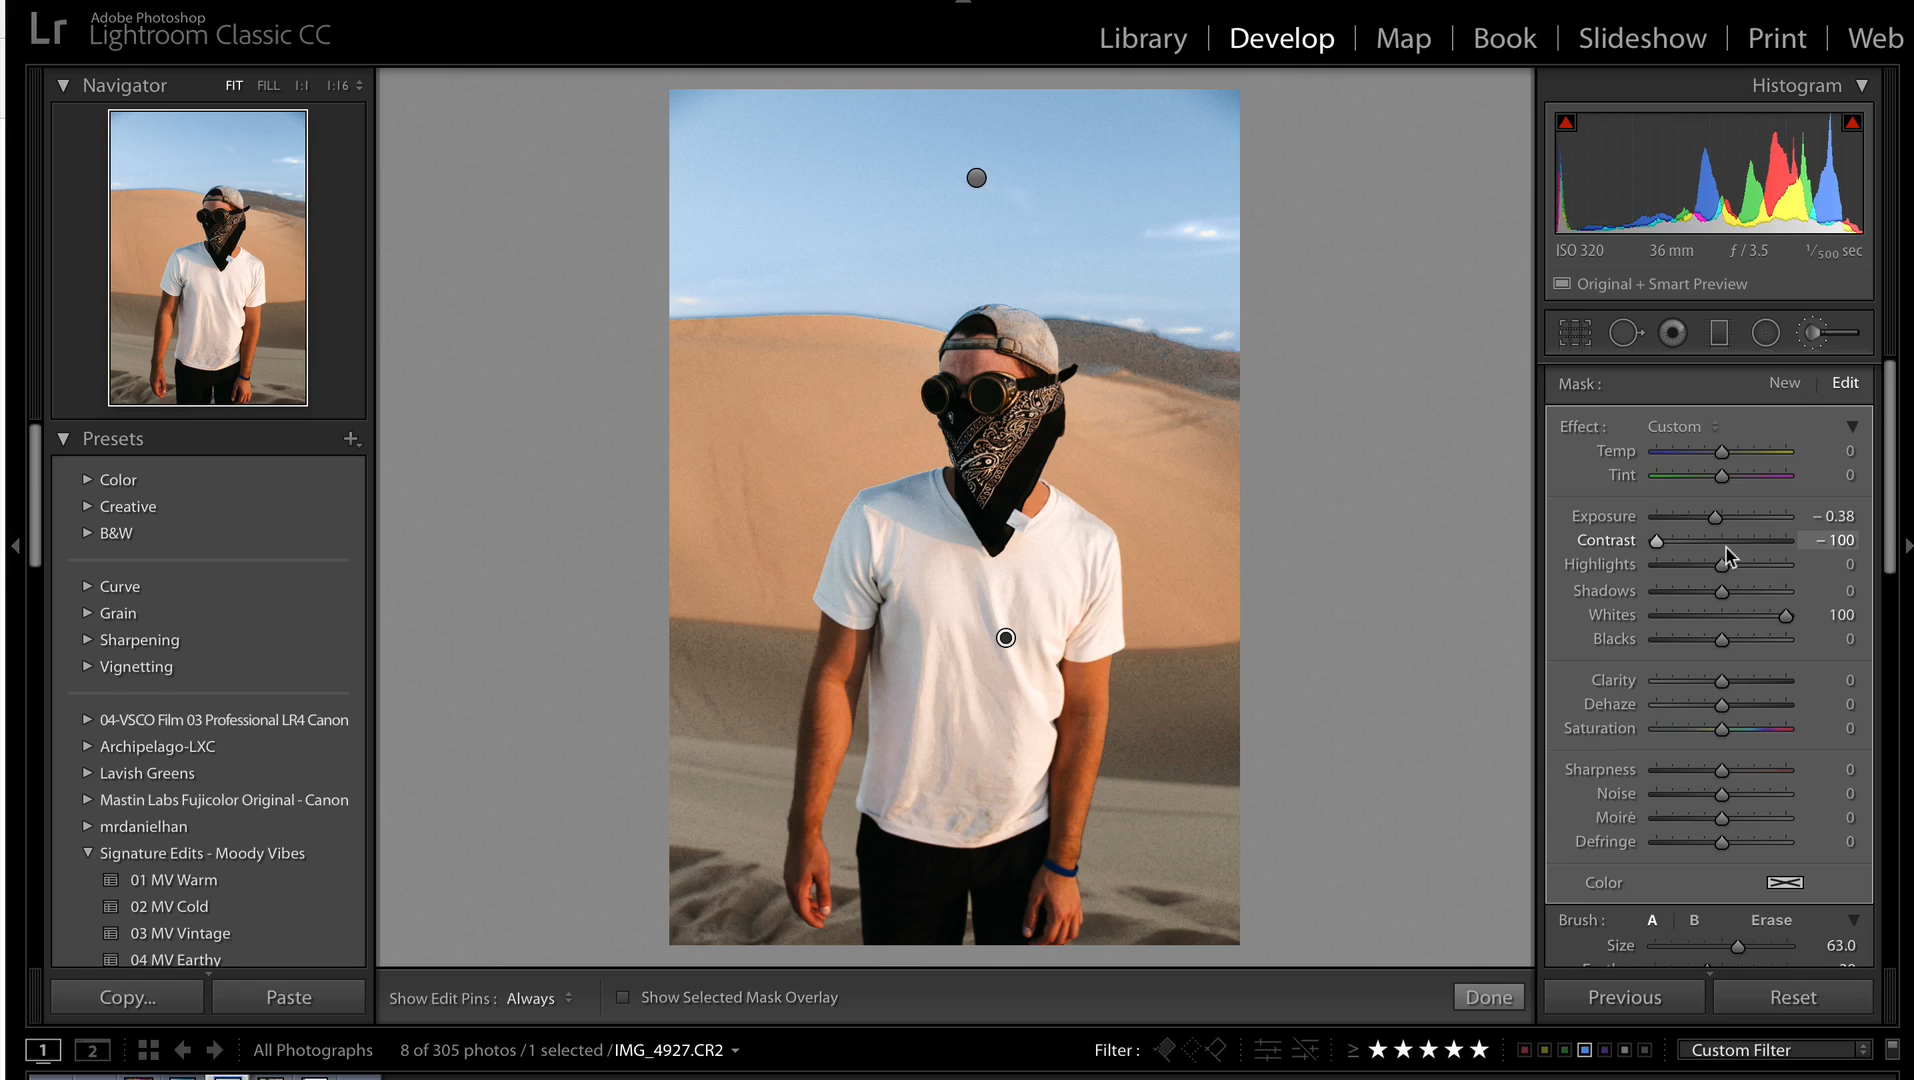 Lr
Adobe Photoshop
Lightroom Classic CC
Library | Develop | Map | Book | Slideshow | Print | Web
Navigator FIT FILL 1:1 1:16
Histogram
ISO 320 36 mm ƒ / 3.5 1/500 sec
Original + Smart Preview
Mask : New Edit
Effect : Custom
Temp 0
Tint 0
Exposure – 0.38
Contrast – 100
Highlights 0
Shadows 0
Whites 100
Blacks 0
Clarity 0
Dehaze 0
Saturation 0
Sharpness 0
Noise 0
Moiré 0
Defringe 0
Color
Brush : A B Erase
Size 63.0
Presets
Color
Creative
B&W
Curve
Grain
Sharpening
Vignetting
04-VSCO Film 03 Professional LR4 Canon
Archipelago-LXC
Lavish Greens
Mastin Labs Fujicolor Original - Canon
mrdanielhan
Signature Edits - Moody Vibes
01 MV Warm
02 MV Cold
03 MV Vintage
04 MV Earthy
Copy... Paste
Show Edit Pins : Always Show Selected Mask Overlay Done
Previous Reset
1 2 All Photographs 8 of 305 photos / 1 selected / IMG_4927.CR2
Filter : ≥ ★★★★★ Custom Filter